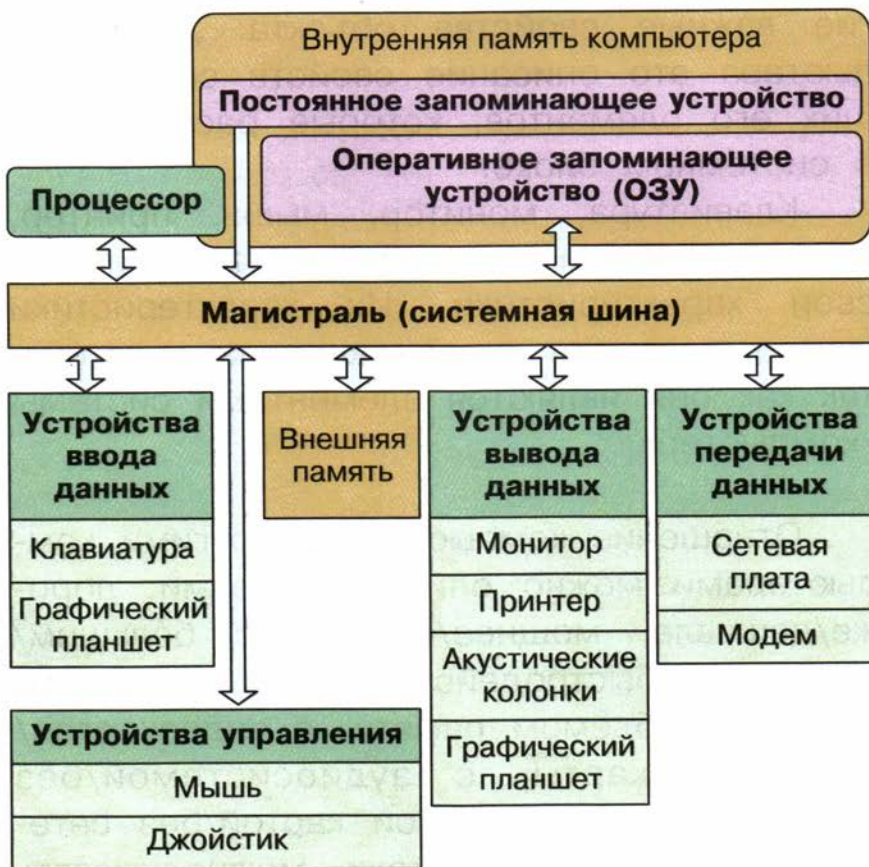 Внутренняя память компьютера
Постоянное запоминающее устройство
Оперативное запоминающее
устройство (ОЗУ)
Процессор
Магистраль (системная шина)
Устройства
ввода
данных
Клавиатура
Графический
планшет
Внешняя
память
Устройства
вывода
данных
Монитор
Принтер
Акустические
колонки
Графический
планшет
Устройства
передачи
данных
Сетевая
плата
Модем
Устройства управления
Мышь
Джойстик